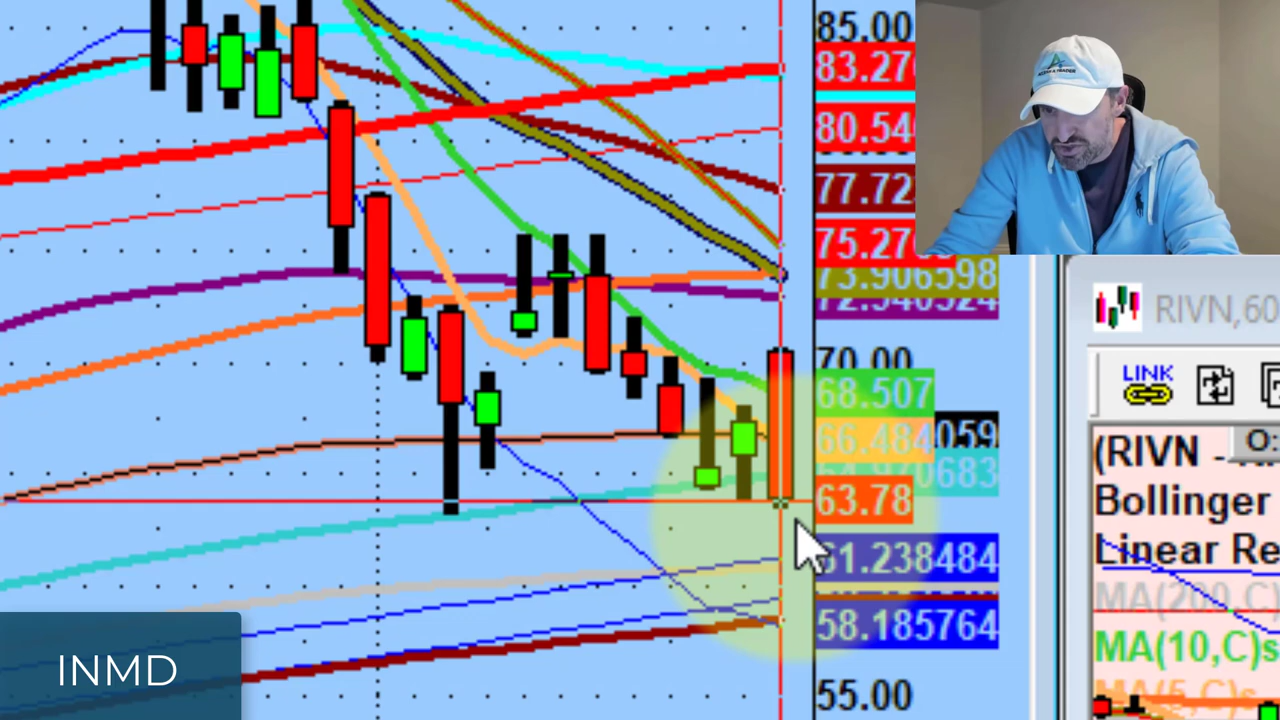 85.00
83.27
80.54
77.72
75.27
73.906598
72.940524
70.00
68.507
66.484
059
63.78
61.238484
58.185764
55.00
INMD
RIVN,60
LINK
O:
(RIVN -
Bollinger
Linear Re
MA(200,C)
MA(10,C)s
MA(5,C)s